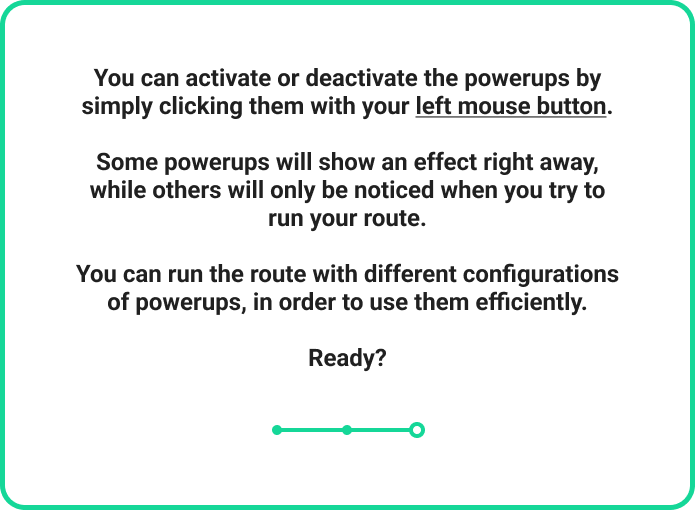 You can activate or deactivate the powerups by
simply clicking them with your left mouse button.
Some powerups will show an effect right away,
while others will only be noticed when you try to
run your route.
You can run the route with different configurations
of powerups, in order to use them efficiently.
Ready?